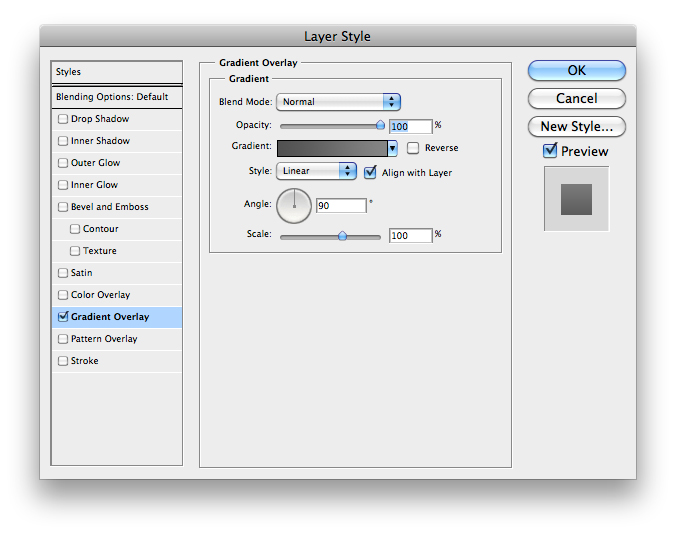 Layer Style
Styles
Blending Options: Default
Drop Shadow
Inner Shadow
Outer Glow
Inner Glow
Bevel and Emboss
Contour
Texture
Satin
Color Overlay
Gradient Overlay
Pattern Overlay
Stroke
Gradient Overlay
Gradient
Blend Mode: Normal
Opacity: 100 %
Gradient: Reverse
Style: Linear Align with Layer
Angle: 90 °
Scale: 100 %
OK
Cancel
New Style...
Preview